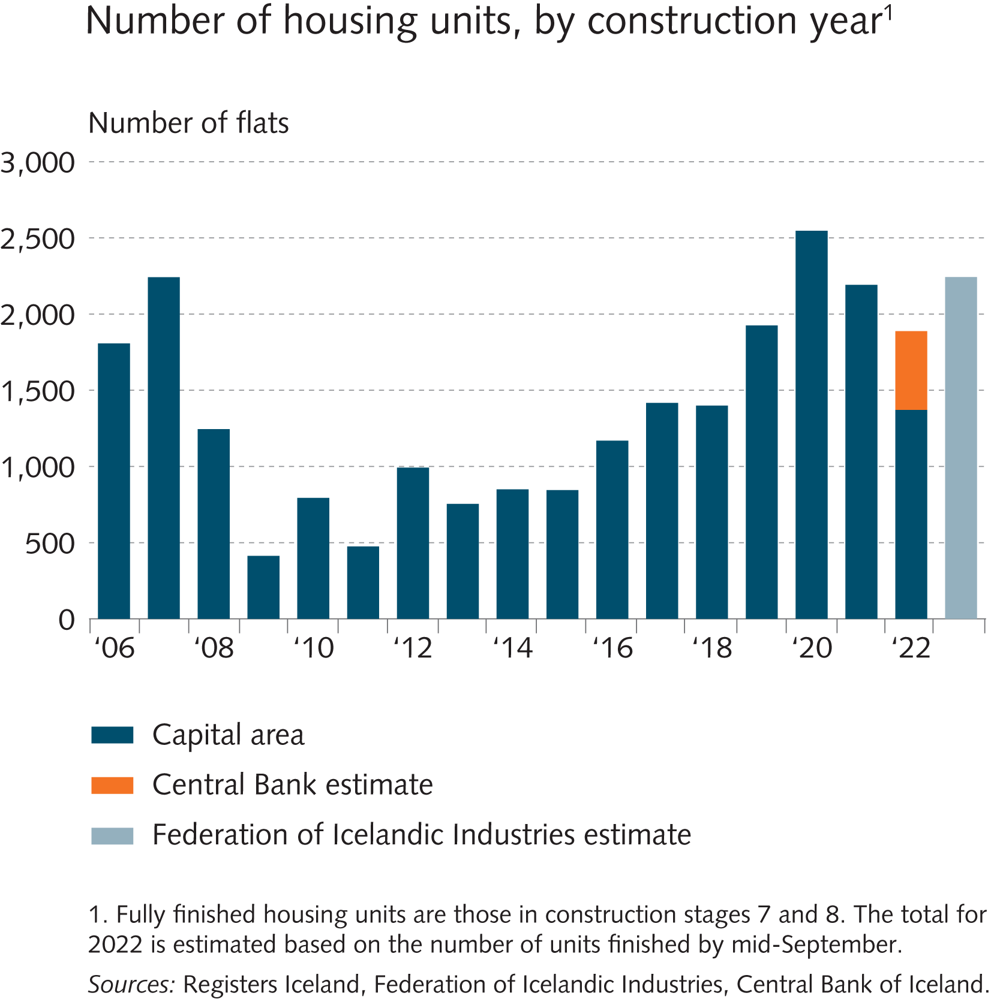 Number of housing units, by construction year¹
Number of flats
3,000
2,500
2,000
1,500
1,000
500
0
‘06 ‘08 ‘10 ‘12 ‘14 ‘16 ‘18 ‘20 ‘22
Capital area
Central Bank estimate
Federation of Icelandic Industries estimate
1. Fully finished housing units are those in construction stages 7 and 8. The total for
2022 is estimated based on the number of units finished by mid-September.
Sources: Registers Iceland, Federation of Icelandic Industries, Central Bank of Iceland.